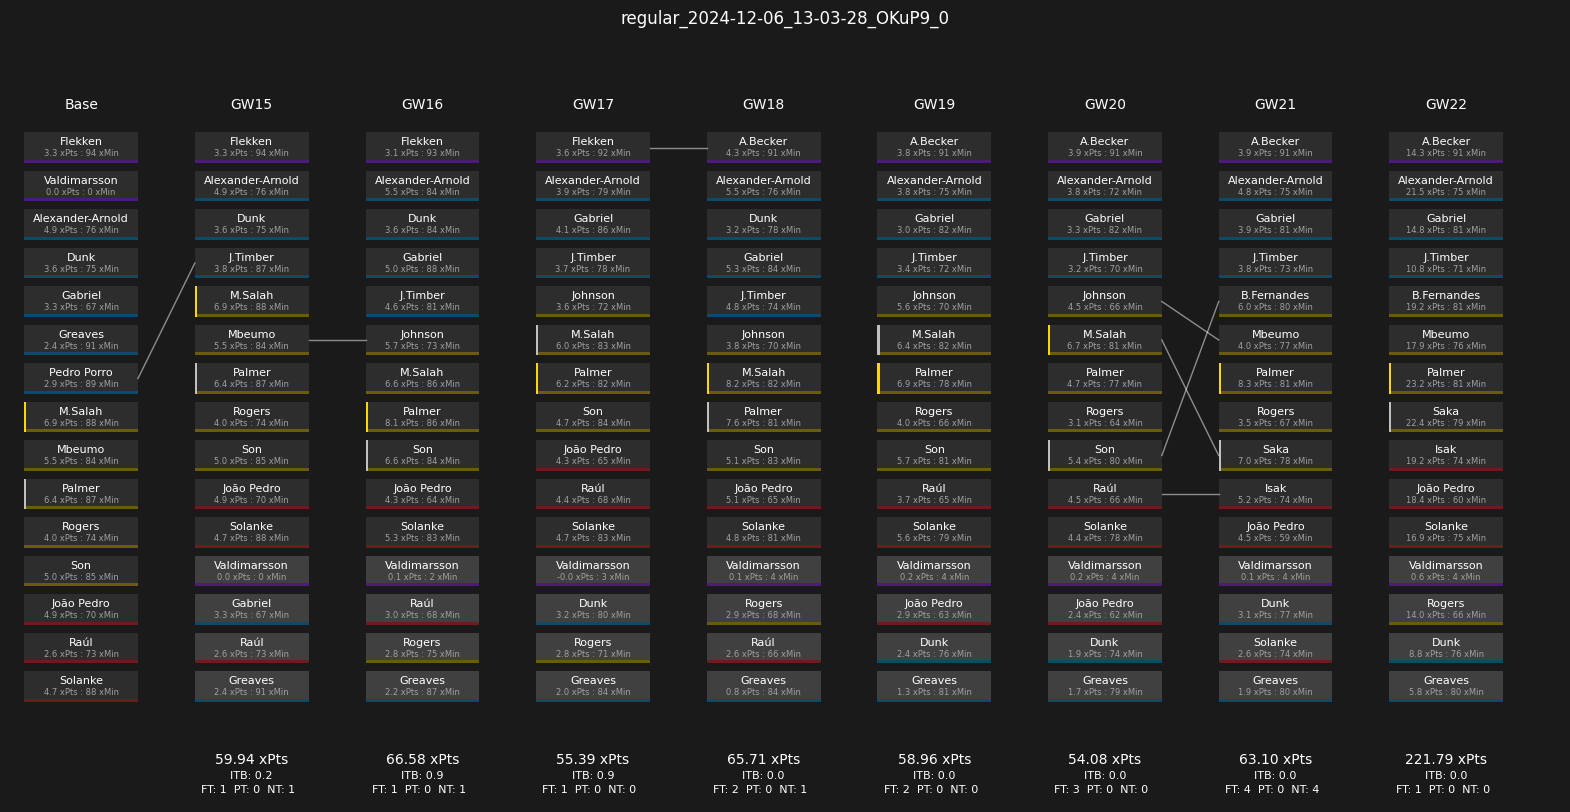 regular_2024-12-06_13-03-28_OKuP9_0
Base
Flekken
3.3 xPts : 94 xMin
Valdimarsson
0.0 xPts : 0 xMin
Alexander-Arnold
4.9 xPts : 76 xMin
Dunk
3.6 xPts : 75 xMin
Gabriel
3.3 xPts : 67 xMin
Greaves
2.4 xPts : 91 xMin
Pedro Porro
2.9 xPts : 89 xMin
M.Salah
6.9 xPts : 88 xMin
Mbeumo
5.5 xPts : 84 xMin
Palmer
6.4 xPts : 87 xMin
Rogers
4.0 xPts : 74 xMin
Son
5.0 xPts : 85 xMin
João Pedro
4.9 xPts : 70 xMin
Raúl
2.6 xPts : 73 xMin
Solanke
4.7 xPts : 88 xMin
GW15
Flekken
3.3 xPts : 94 xMin
Alexander-Arnold
4.9 xPts : 76 xMin
Dunk
3.6 xPts : 75 xMin
J.Timber
3.8 xPts : 87 xMin
M.Salah
6.9 xPts : 88 xMin
Mbeumo
5.5 xPts : 84 xMin
Palmer
6.4 xPts : 87 xMin
Rogers
4.0 xPts : 74 xMin
Son
5.0 xPts : 85 xMin
João Pedro
4.9 xPts : 70 xMin
Solanke
4.7 xPts : 88 xMin
Valdimarsson
0.0 xPts : 0 xMin
Gabriel
3.3 xPts : 67 xMin
Raúl
2.6 xPts : 73 xMin
Greaves
2.4 xPts : 91 xMin
59.94 xPts
ITB: 0.2
FT: 1 PT: 0 NT: 1
GW16
Flekken
3.1 xPts : 93 xMin
Alexander-Arnold
5.5 xPts : 84 xMin
Dunk
3.6 xPts : 84 xMin
Gabriel
5.0 xPts : 88 xMin
J.Timber
4.6 xPts : 81 xMin
Johnson
5.7 xPts : 73 xMin
M.Salah
6.6 xPts : 86 xMin
Palmer
8.1 xPts : 86 xMin
Son
6.6 xPts : 84 xMin
João Pedro
4.3 xPts : 64 xMin
Solanke
5.3 xPts : 83 xMin
Valdimarsson
0.1 xPts : 2 xMin
Raúl
3.0 xPts : 68 xMin
Rogers
2.8 xPts : 75 xMin
Greaves
2.2 xPts : 87 xMin
66.58 xPts
ITB: 0.9
FT: 1 PT: 0 NT: 1
GW17
Flekken
3.6 xPts : 92 xMin
Alexander-Arnold
3.9 xPts : 79 xMin
Gabriel
4.1 xPts : 86 xMin
J.Timber
3.7 xPts : 78 xMin
Johnson
3.6 xPts : 72 xMin
M.Salah
6.0 xPts : 83 xMin
Palmer
6.2 xPts : 82 xMin
Son
4.7 xPts : 84 xMin
João Pedro
4.3 xPts : 65 xMin
Raúl
4.4 xPts : 68 xMin
Solanke
4.7 xPts : 83 xMin
Valdimarsson
-0.0 xPts : 3 xMin
Dunk
3.2 xPts : 80 xMin
Rogers
2.8 xPts : 71 xMin
Greaves
2.0 xPts : 84 xMin
55.39 xPts
ITB: 0.9
FT: 1 PT: 0 NT: 0
GW18
A.Becker
4.3 xPts : 91 xMin
Alexander-Arnold
5.5 xPts : 76 xMin
Dunk
3.2 xPts : 78 xMin
Gabriel
5.3 xPts : 84 xMin
J.Timber
4.8 xPts : 74 xMin
Johnson
3.8 xPts : 70 xMin
M.Salah
8.2 xPts : 82 xMin
Palmer
7.6 xPts : 81 xMin
Son
5.1 xPts : 83 xMin
João Pedro
5.1 xPts : 65 xMin
Solanke
4.8 xPts : 81 xMin
Valdimarsson
0.1 xPts : 4 xMin
Rogers
2.9 xPts : 68 xMin
Raúl
2.6 xPts : 66 xMin
Greaves
0.8 xPts : 84 xMin
65.71 xPts
ITB: 0.0
FT: 2 PT: 0 NT: 1
GW19
A.Becker
3.8 xPts : 91 xMin
Alexander-Arnold
3.8 xPts : 75 xMin
Gabriel
3.0 xPts : 82 xMin
J.Timber
3.4 xPts : 72 xMin
Johnson
5.6 xPts : 70 xMin
M.Salah
6.4 xPts : 82 xMin
Palmer
6.9 xPts : 78 xMin
Rogers
4.0 xPts : 66 xMin
Son
5.7 xPts : 81 xMin
Raúl
3.7 xPts : 65 xMin
Solanke
5.6 xPts : 79 xMin
Valdimarsson
0.2 xPts : 4 xMin
João Pedro
2.9 xPts : 63 xMin
Dunk
2.4 xPts : 76 xMin
Greaves
1.3 xPts : 81 xMin
58.96 xPts
ITB: 0.0
FT: 2 PT: 0 NT: 0
GW20
A.Becker
3.9 xPts : 91 xMin
Alexander-Arnold
3.8 xPts : 72 xMin
Gabriel
3.3 xPts : 82 xMin
J.Timber
3.2 xPts : 70 xMin
Johnson
4.5 xPts : 66 xMin
M.Salah
6.7 xPts : 81 xMin
Palmer
4.7 xPts : 77 xMin
Rogers
3.1 xPts : 64 xMin
Son
5.4 xPts : 80 xMin
Raúl
4.5 xPts : 66 xMin
Solanke
4.4 xPts : 78 xMin
Valdimarsson
0.2 xPts : 4 xMin
João Pedro
2.4 xPts : 62 xMin
Dunk
1.9 xPts : 74 xMin
Greaves
1.7 xPts : 79 xMin
54.08 xPts
ITB: 0.0
FT: 3 PT: 0 NT: 0
GW21
A.Becker
3.9 xPts : 91 xMin
Alexander-Arnold
4.8 xPts : 75 xMin
Gabriel
3.9 xPts : 81 xMin
J.Timber
3.8 xPts : 73 xMin
B.Fernandes
6.0 xPts : 80 xMin
Mbeumo
4.0 xPts : 77 xMin
Palmer
8.3 xPts : 81 xMin
Rogers
3.5 xPts : 67 xMin
Saka
7.0 xPts : 78 xMin
Isak
5.2 xPts : 74 xMin
João Pedro
4.5 xPts : 59 xMin
Valdimarsson
0.1 xPts : 4 xMin
Dunk
3.1 xPts : 77 xMin
Solanke
2.6 xPts : 74 xMin
Greaves
1.9 xPts : 80 xMin
63.10 xPts
ITB: 0.0
FT: 4 PT: 0 NT: 4
GW22
A.Becker
14.3 xPts : 91 xMin
Alexander-Arnold
21.5 xPts : 75 xMin
Gabriel
14.8 xPts : 81 xMin
J.Timber
10.8 xPts : 71 xMin
B.Fernandes
19.2 xPts : 81 xMin
Mbeumo
17.9 xPts : 76 xMin
Palmer
23.2 xPts : 81 xMin
Saka
22.4 xPts : 79 xMin
Isak
19.2 xPts : 74 xMin
João Pedro
18.4 xPts : 60 xMin
Solanke
16.9 xPts : 75 xMin
Valdimarsson
0.6 xPts : 4 xMin
Rogers
14.0 xPts : 66 xMin
Dunk
8.8 xPts : 76 xMin
Greaves
5.8 xPts : 80 xMin
221.79 xPts
ITB: 0.0
FT: 1 PT: 0 NT: 0